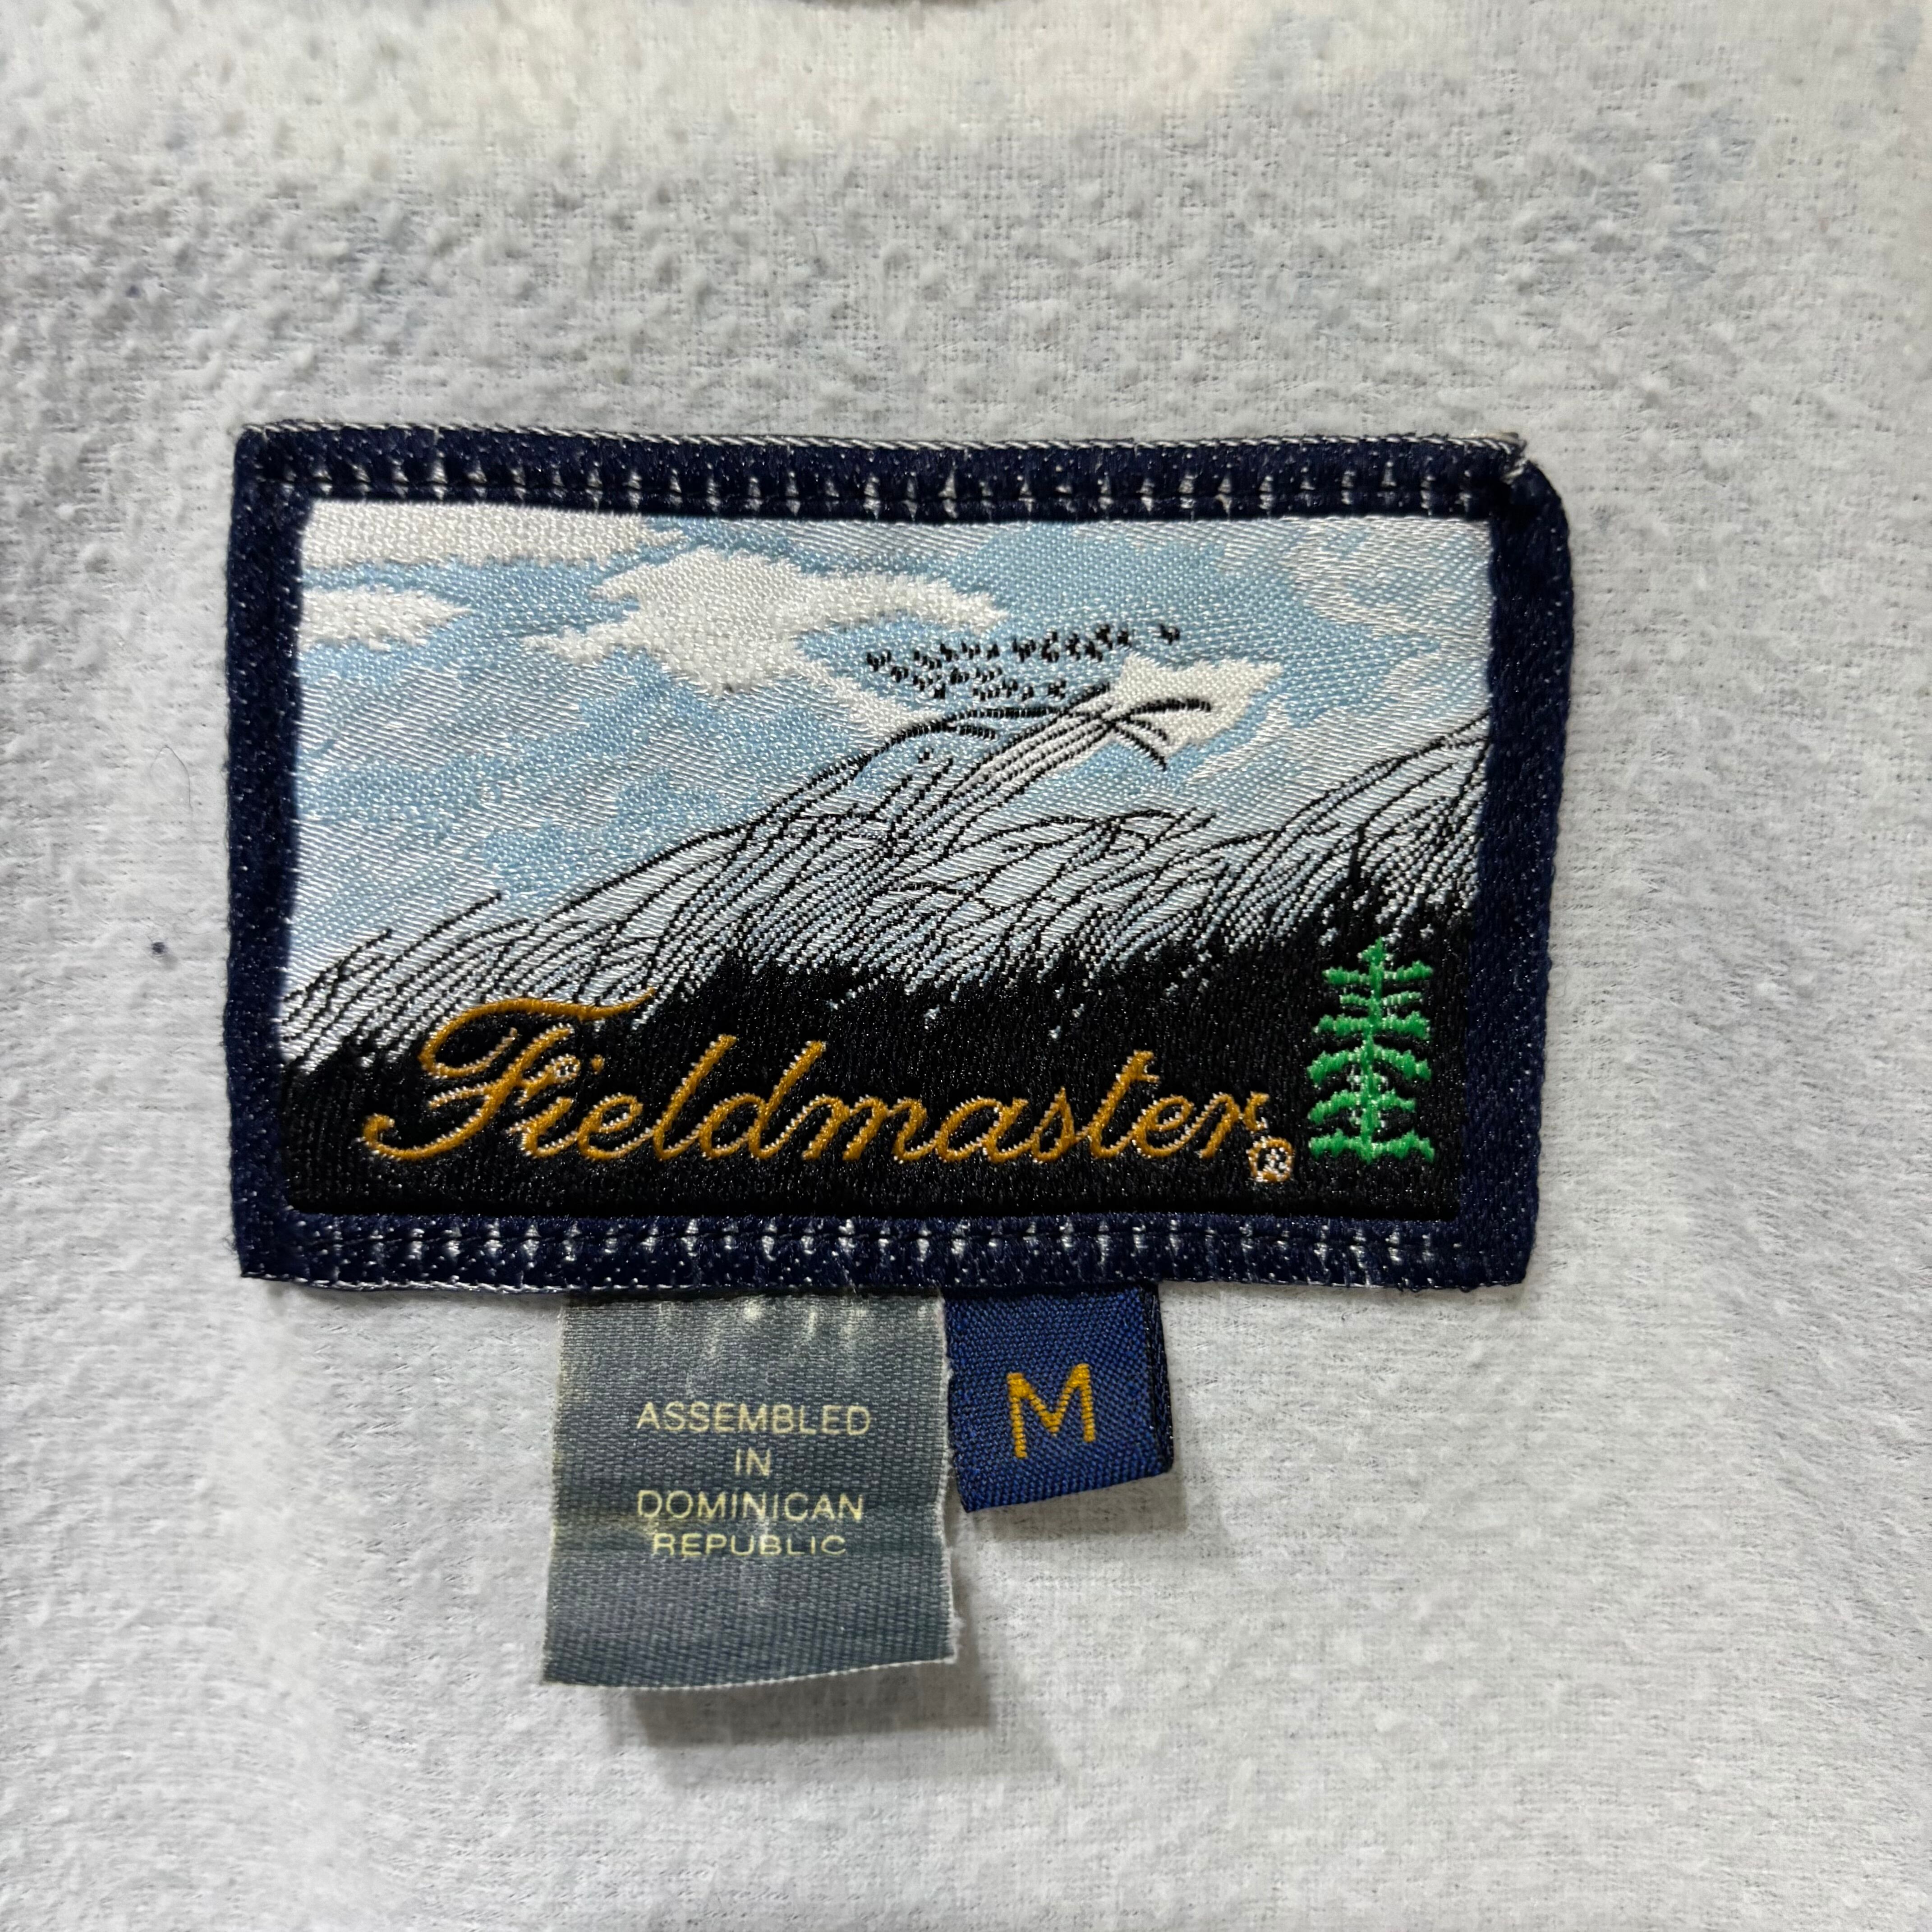 Fieldmaster®
ASSEMBLED
IN
DOMINICAN
REPUBLIC
M